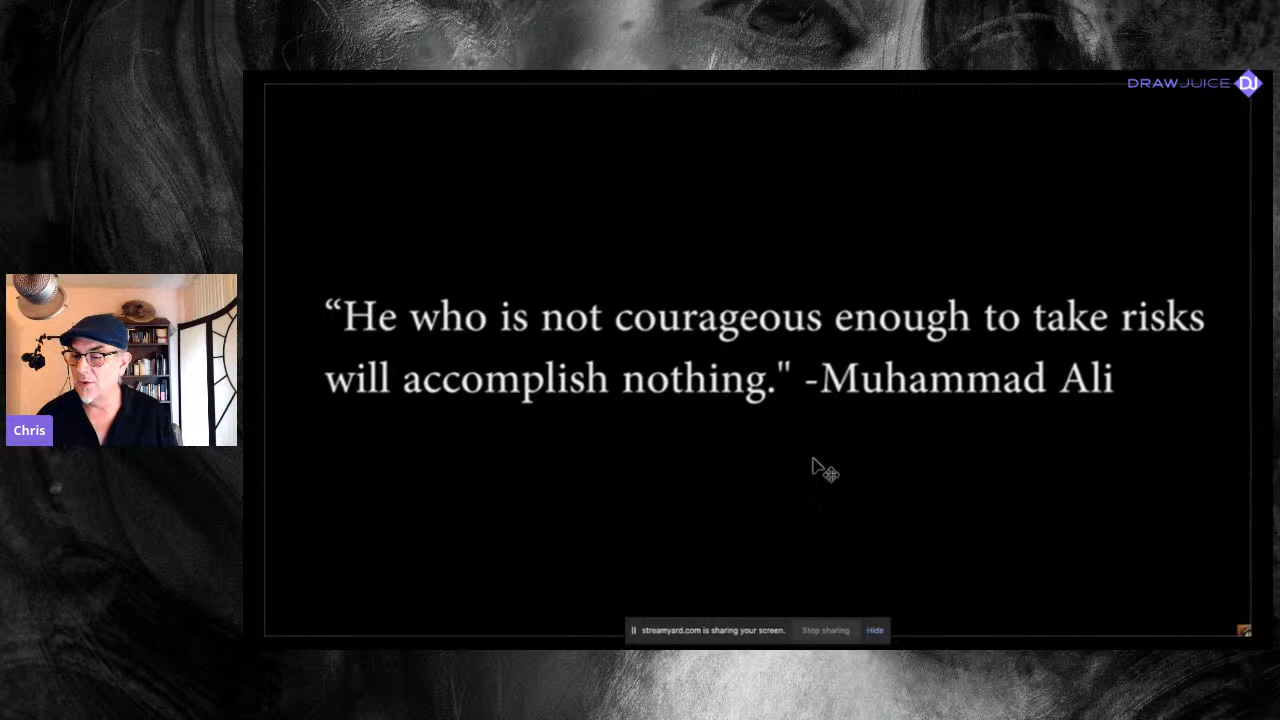 DRAWJUICE DJ
“He who is not courageous enough to take risks
will accomplish nothing." -Muhammad Ali
Chris
streamyard.com is sharing your screen. Stop sharing Hide